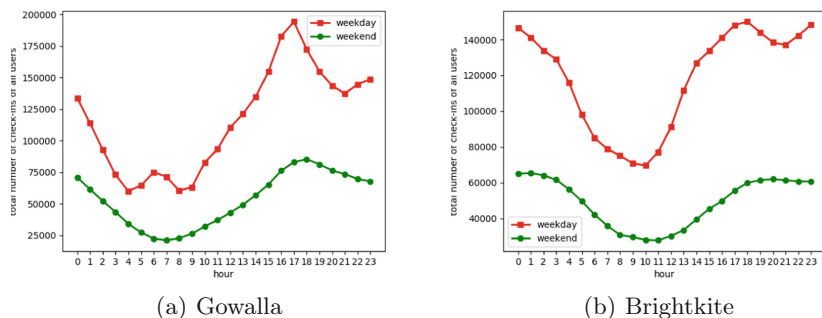 200000
175000
150000
125000
100000
75000
50000
25000
total number of check-ins of all users
0 1 2 3 4 5 6 7 8 9 10 11 12 13 14 15 16 17 18 19 20 21 22 23
hour
weekday
weekend
(a) Gowalla
140000
120000
100000
80000
60000
40000
total number of check-ins of all users
0 1 2 3 4 5 6 7 8 9 10 11 12 13 14 15 16 17 18 19 20 21 22 23
hour
weekday
weekend
(b) Brightkite